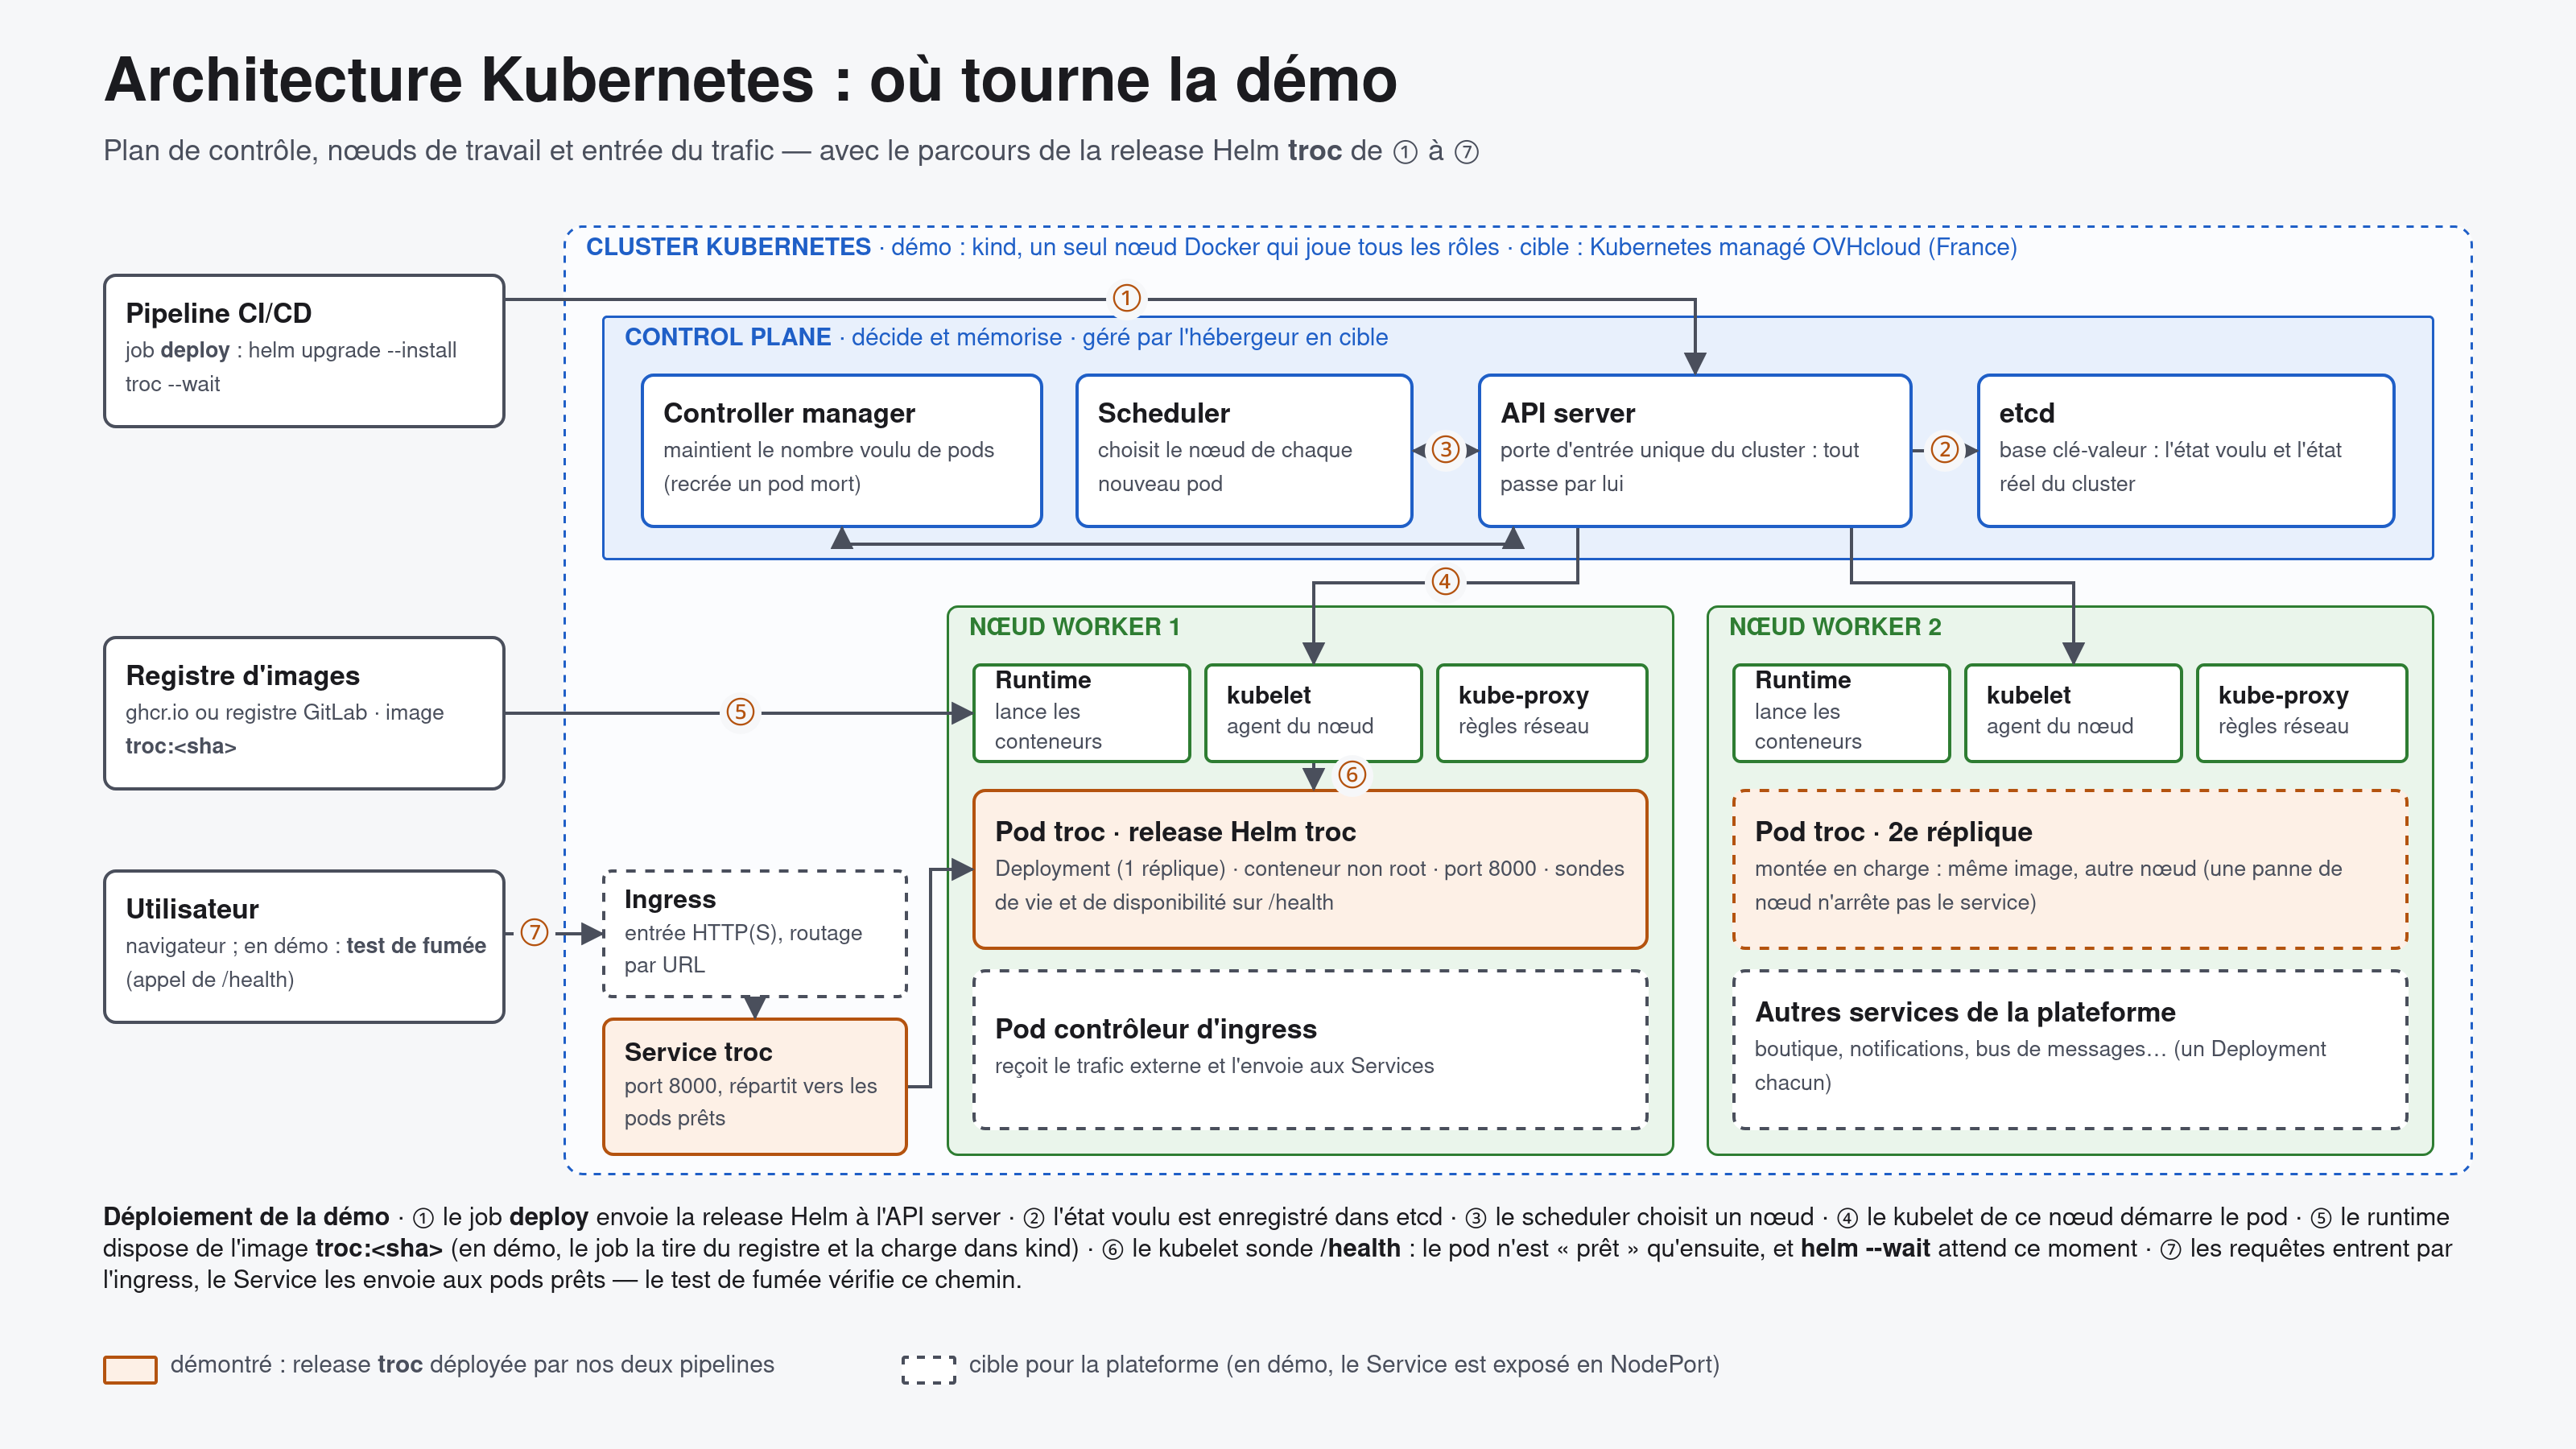 Architecture Kubernetes : où tourne la démo
Plan de contrôle, nœuds de travail et entrée du trafic — avec le parcours de la release Helm troc de ① à ⑦
CLUSTER KUBERNETES · démo : kind, un seul nœud Docker qui joue tous les rôles · cible : Kubernetes managé OVHcloud (France)
Pipeline CI/CD
job deploy : helm upgrade --install
troc --wait
①
CONTROL PLANE · décide et mémorise · géré par l'hébergeur en cible
Controller manager
maintient le nombre voulu de pods
(recrée un pod mort)
Scheduler
choisit le nœud de chaque
nouveau pod
③
API server
porte d'entrée unique du cluster : tout
passe par lui
②
etcd
base clé-valeur : l'état voulu et l'état
réel du cluster
④
Registre d'images
ghcr.io ou registre GitLab · image
troc:<sha>
⑤
NŒUD WORKER 1
Runtime
lance les
conteneurs
kubelet
agent du nœud
kube-proxy
règles réseau
⑥
Pod troc · release Helm troc
Deployment (1 réplique) · conteneur non root · port 8000 · sondes
de vie et de disponibilité sur /health
Pod contrôleur d'ingress
reçoit le trafic externe et l'envoie aux Services
NŒUD WORKER 2
Runtime
lance les
conteneurs
kubelet
agent du nœud
kube-proxy
règles réseau
Pod troc · 2e réplique
montée en charge : même image, autre nœud (une panne de
nœud n'arrête pas le service)
Autres services de la plateforme
boutique, notifications, bus de messages… (un Deployment
chacun)
Utilisateur
navigateur ; en démo : test de fumée
(appel de /health)
⑦
Ingress
entrée HTTP(S), routage
par URL
Service troc
port 8000, répartit vers les
pods prêts
Déploiement de la démo · ① le job deploy envoie la release Helm à l'API server · ② l'état voulu est enregistré dans etcd · ③ le scheduler choisit un nœud · ④ le kubelet de ce nœud démarre le pod · ⑤ le runtime
dispose de l'image troc:<sha> (en démo, le job la tire du registre et la charge dans kind) · ⑥ le kubelet sonde /health : le pod n'est « prêt » qu'ensuite, et helm --wait attend ce moment · ⑦ les requêtes entrent par
l'ingress, le Service les envoie aux pods prêts — le test de fumée vérifie ce chemin.
démontré : release troc déployée par nos deux pipelines
cible pour la plateforme (en démo, le Service est exposé en NodePort)